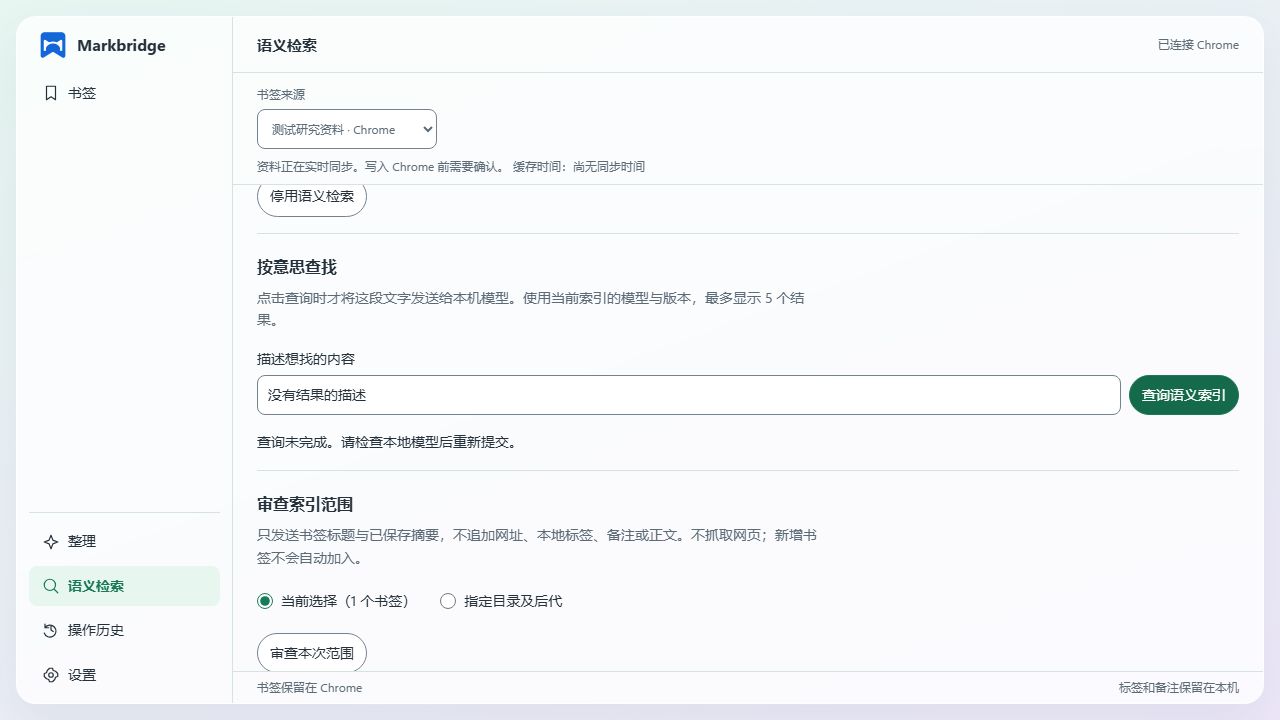 Markbridge
书签
整理
语义检索
操作历史
设置
语义检索
已连接 Chrome
书签来源
测试研究资料 · Chrome
资料正在实时同步。写入 Chrome 前需要确认。 缓存时间：尚无同步时间
停用语义检索
按意思查找
点击查询时才将这段文字发送给本机模型。使用当前索引的模型与版本，最多显示 5 个结
果。
描述想找的内容
没有结果的描述
查询语义索引
查询未完成。请检查本地模型后重新提交。
审查索引范围
只发送书签标题与已保存摘要，不追加网址、本地标签、备注或正文。不抓取网页；新增书
签不会自动加入。
当前选择（1 个书签）
指定目录及后代
审查本次范围
书签保留在 Chrome
标签和备注保留在本机